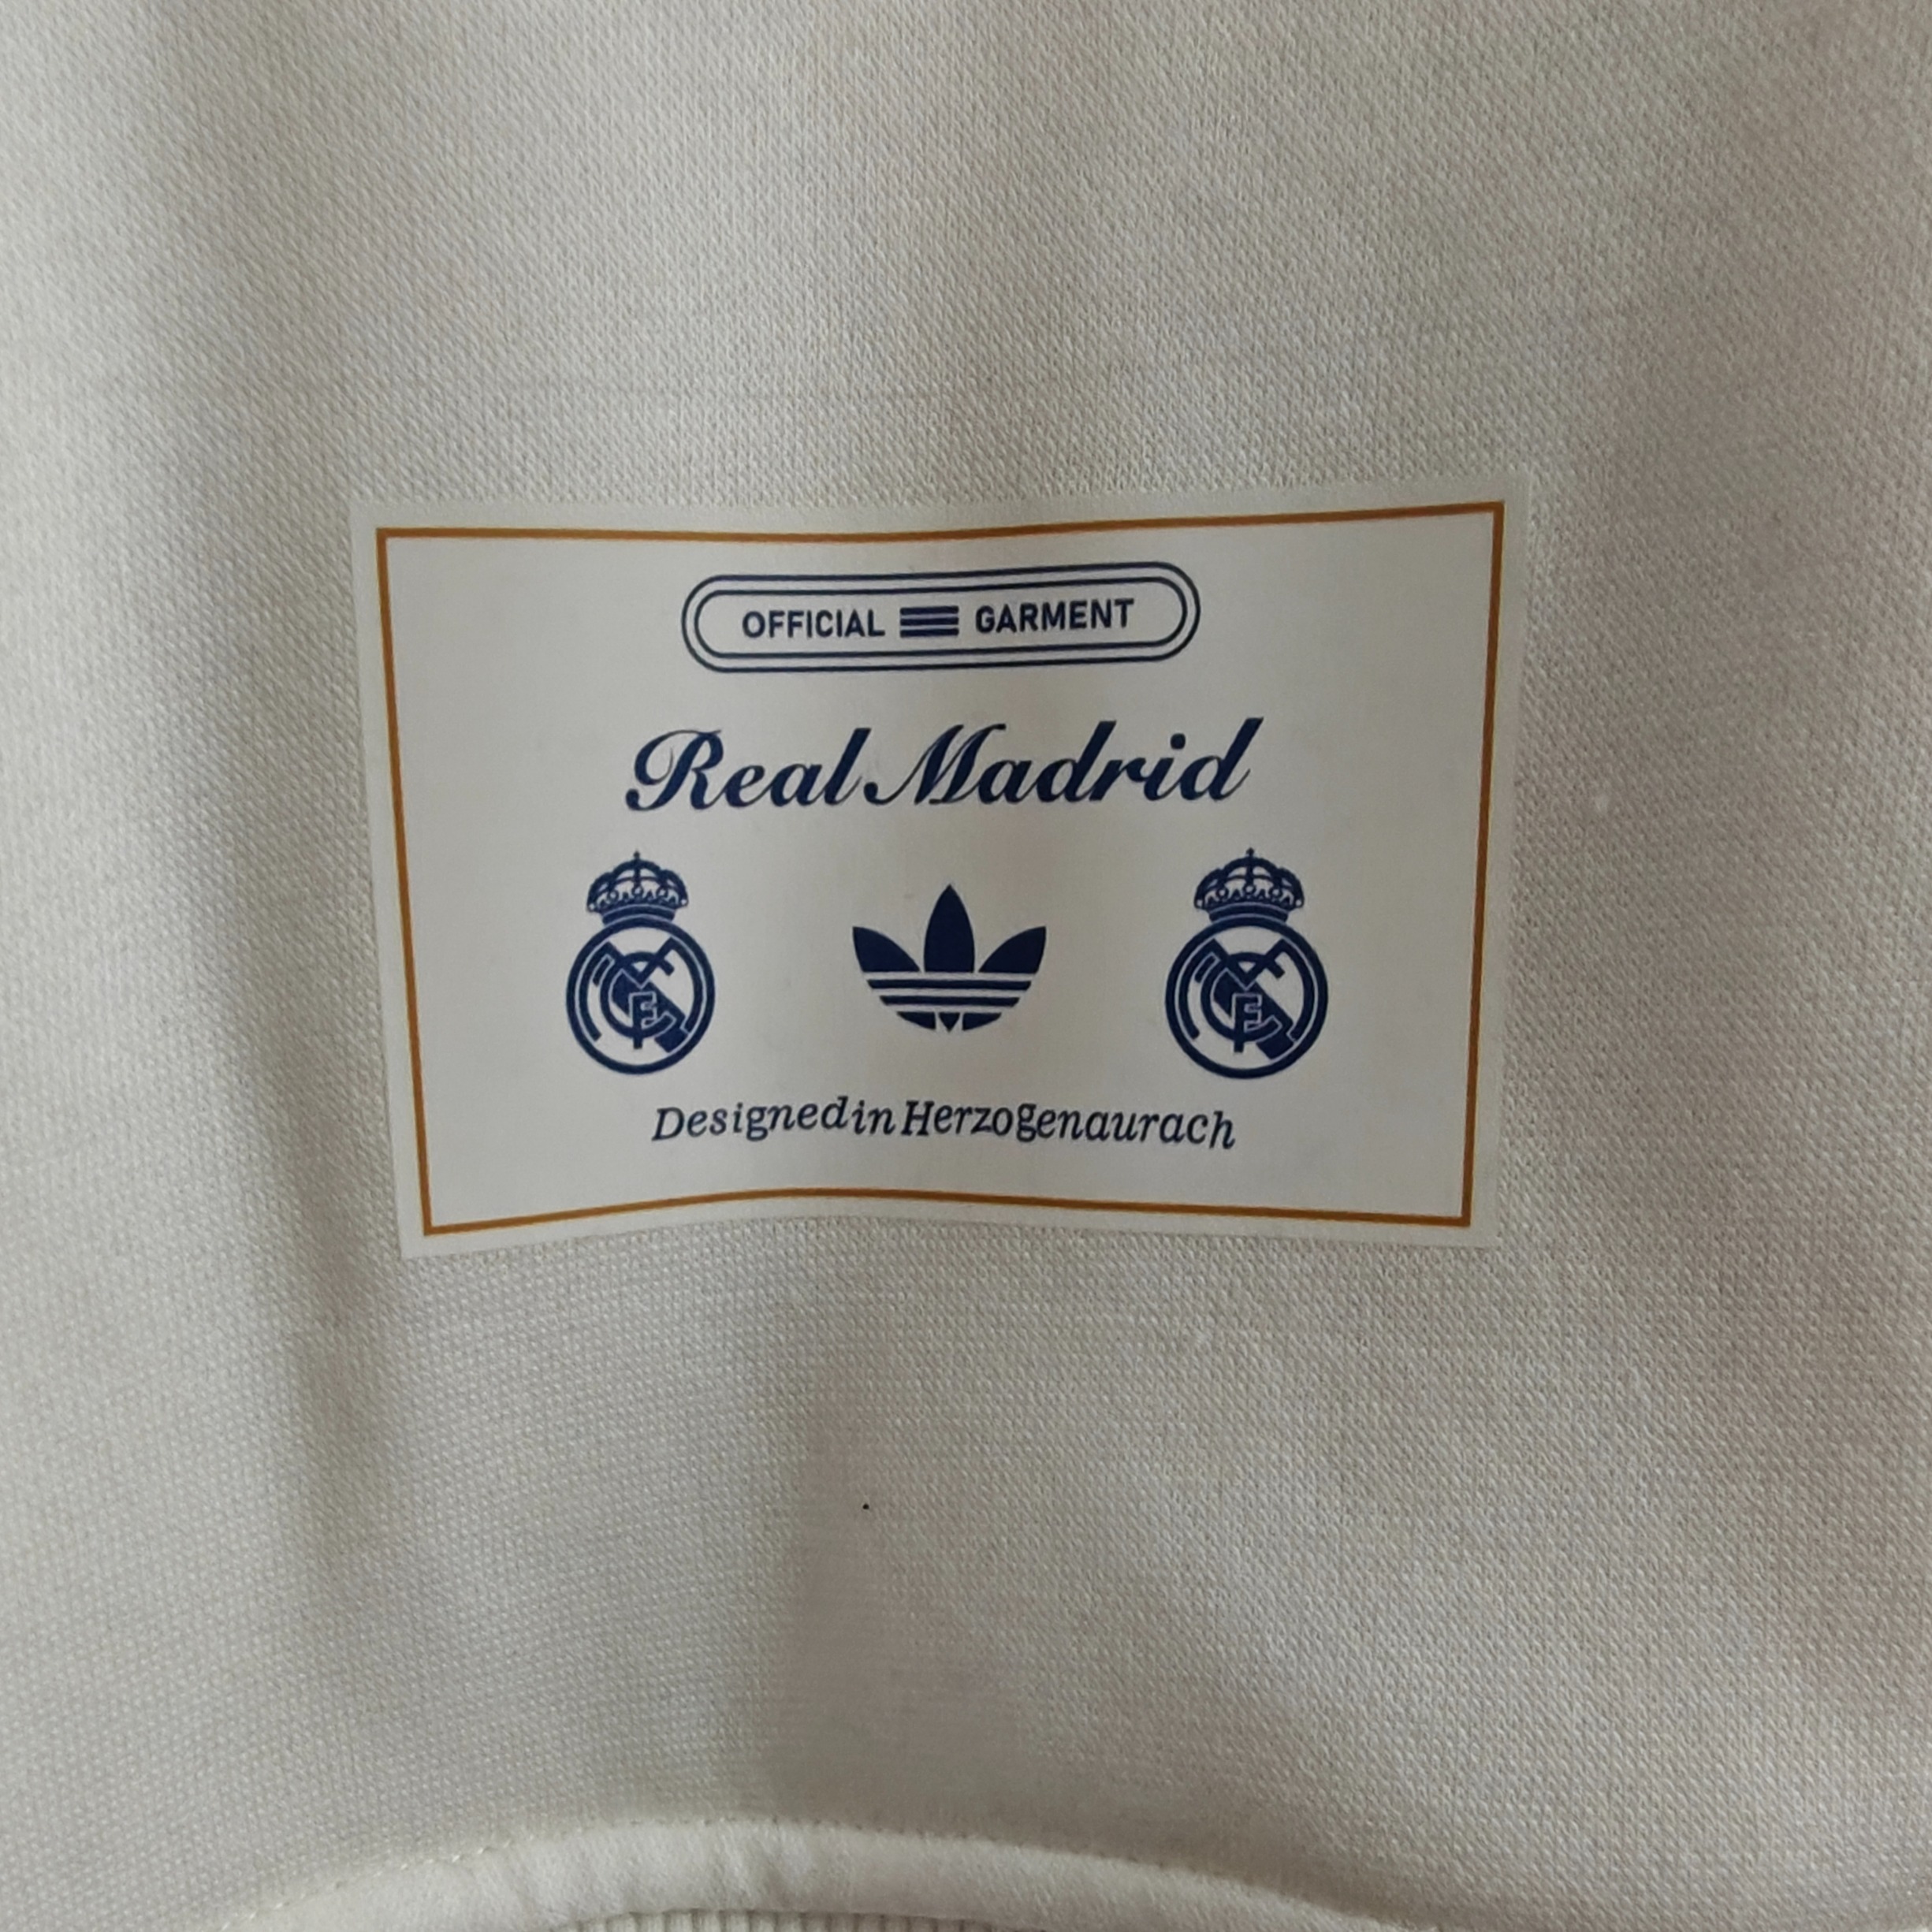 OFFICIAL GARMENT
Real Madrid
Designed in Herzogenaurach